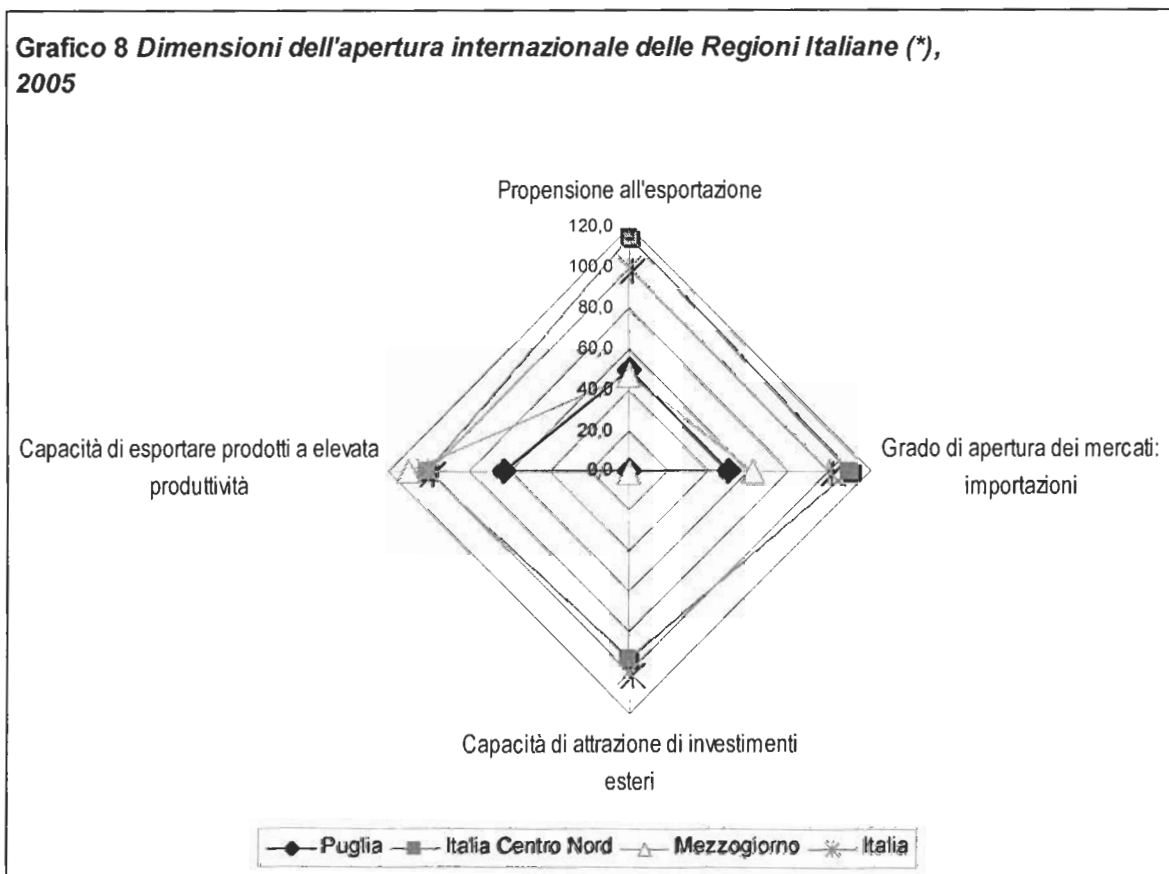 Grafico 8 Dimensioni dell'apertura internazionale delle Regioni Italiane (*),
2005
Propensione all'esportazione
120,0
100,0
80,0
60,0
40,0
20,0
0,0
Capacità di esportare prodotti a elevata
produttività
Grado di apertura dei mercati:
importazioni
Capacità di attrazione di investimenti
esteri
Puglia Italia Centro Nord Mezzogiorno Italia